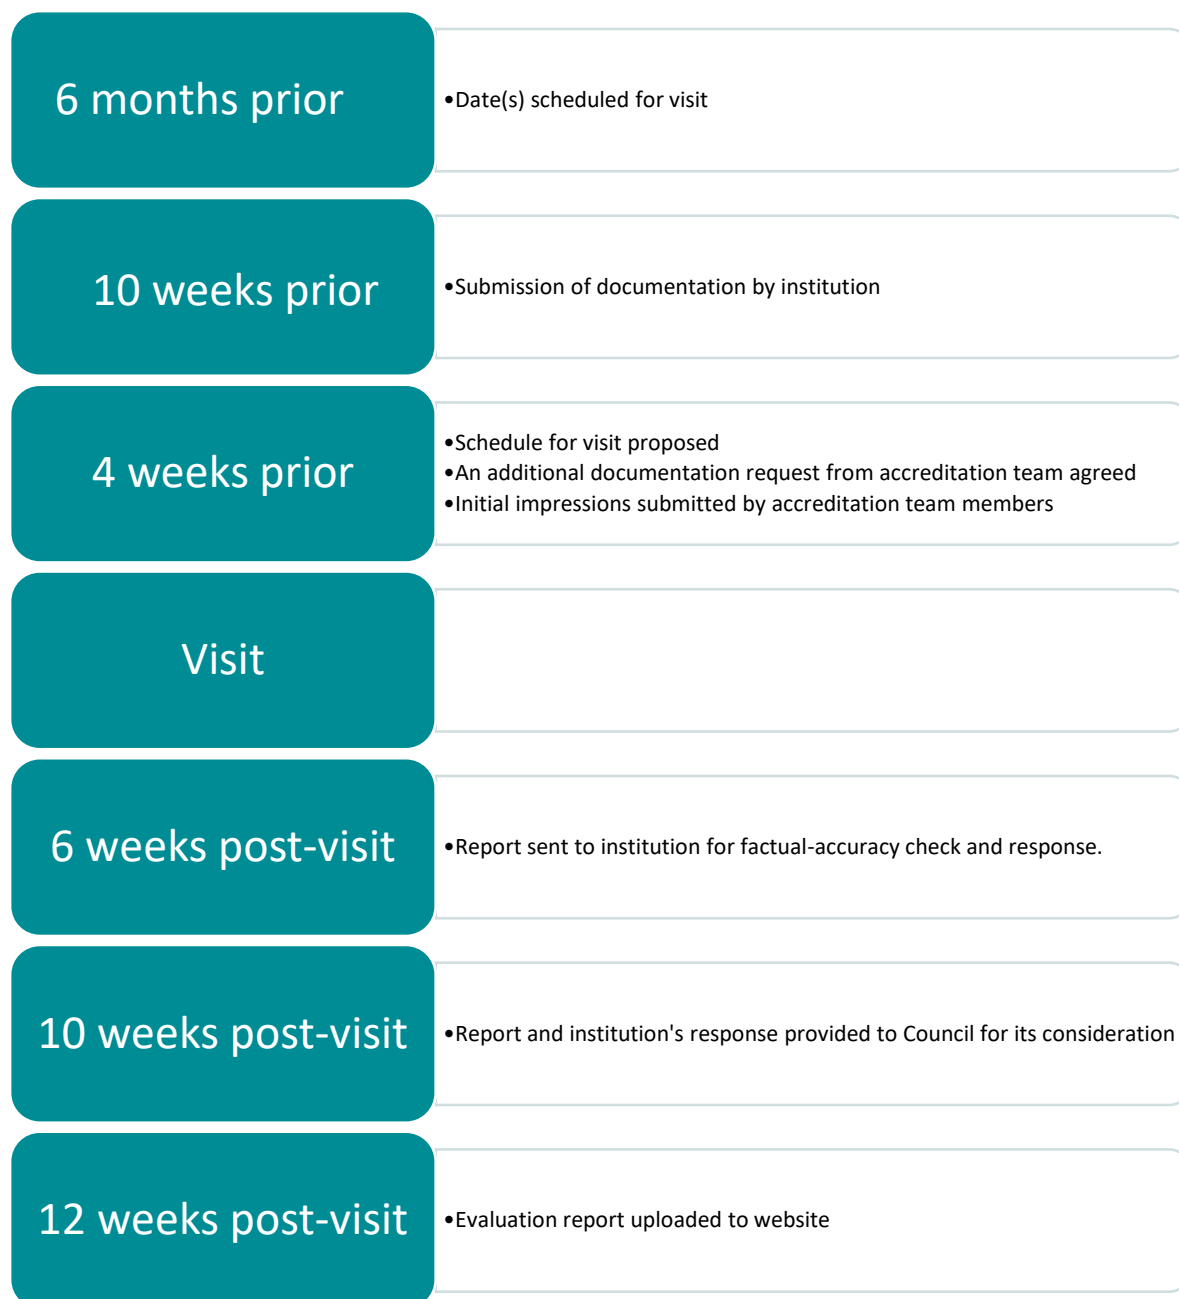 6 months prior
•Date(s) scheduled for visit
10 weeks prior
•Submission of documentation by institution
4 weeks prior
•Schedule for visit proposed
•An additional documentation request from accreditation team agreed
•Initial impressions submitted by accreditation team members
Visit
6 weeks post-visit
•Report sent to institution for factual-accuracy check and response.
10 weeks post-visit
•Report and institution's response provided to Council for its consideration
12 weeks post-visit
•Evaluation report uploaded to website